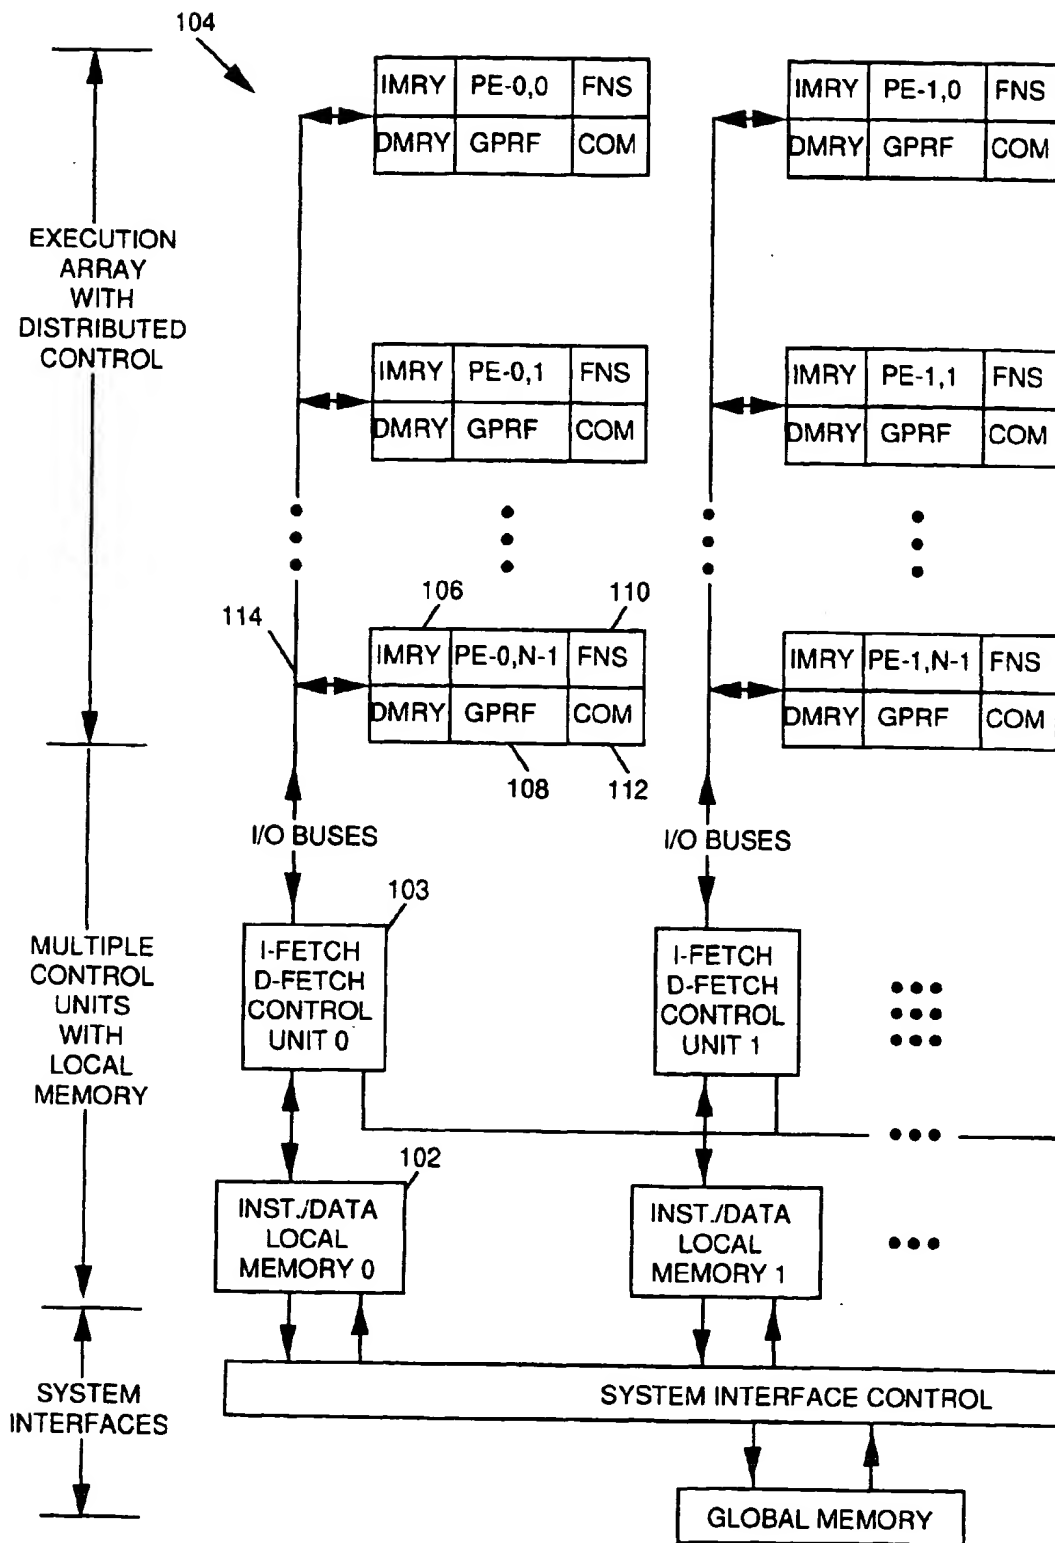 104
IMRY PE-0,0 FNS
DMRY GPRF COM
IMRY PE-1,0 FNS
DMRY GPRF COM
EXECUTION
ARRAY
WITH
DISTRIBUTED
CONTROL
IMRY PE-0,1 FNS
DMRY GPRF COM
IMRY PE-1,1 FNS
DMRY GPRF COM
106
110
114
IMRY PE-0,N-1 FNS
DMRY GPRF COM
108
112
IMRY PE-1,N-1 FNS
DMRY GPRF COM
I/O BUSES
I/O BUSES
MULTIPLE
CONTROL
UNITS
WITH
LOCAL
MEMORY
103
I-FETCH
D-FETCH
CONTROL
UNIT 0
I-FETCH
D-FETCH
CONTROL
UNIT 1
102
INST./DATA
LOCAL
MEMORY 0
INST./DATA
LOCAL
MEMORY 1
SYSTEM
INTERFACES
SYSTEM INTERFACE CONTROL
GLOBAL MEMORY